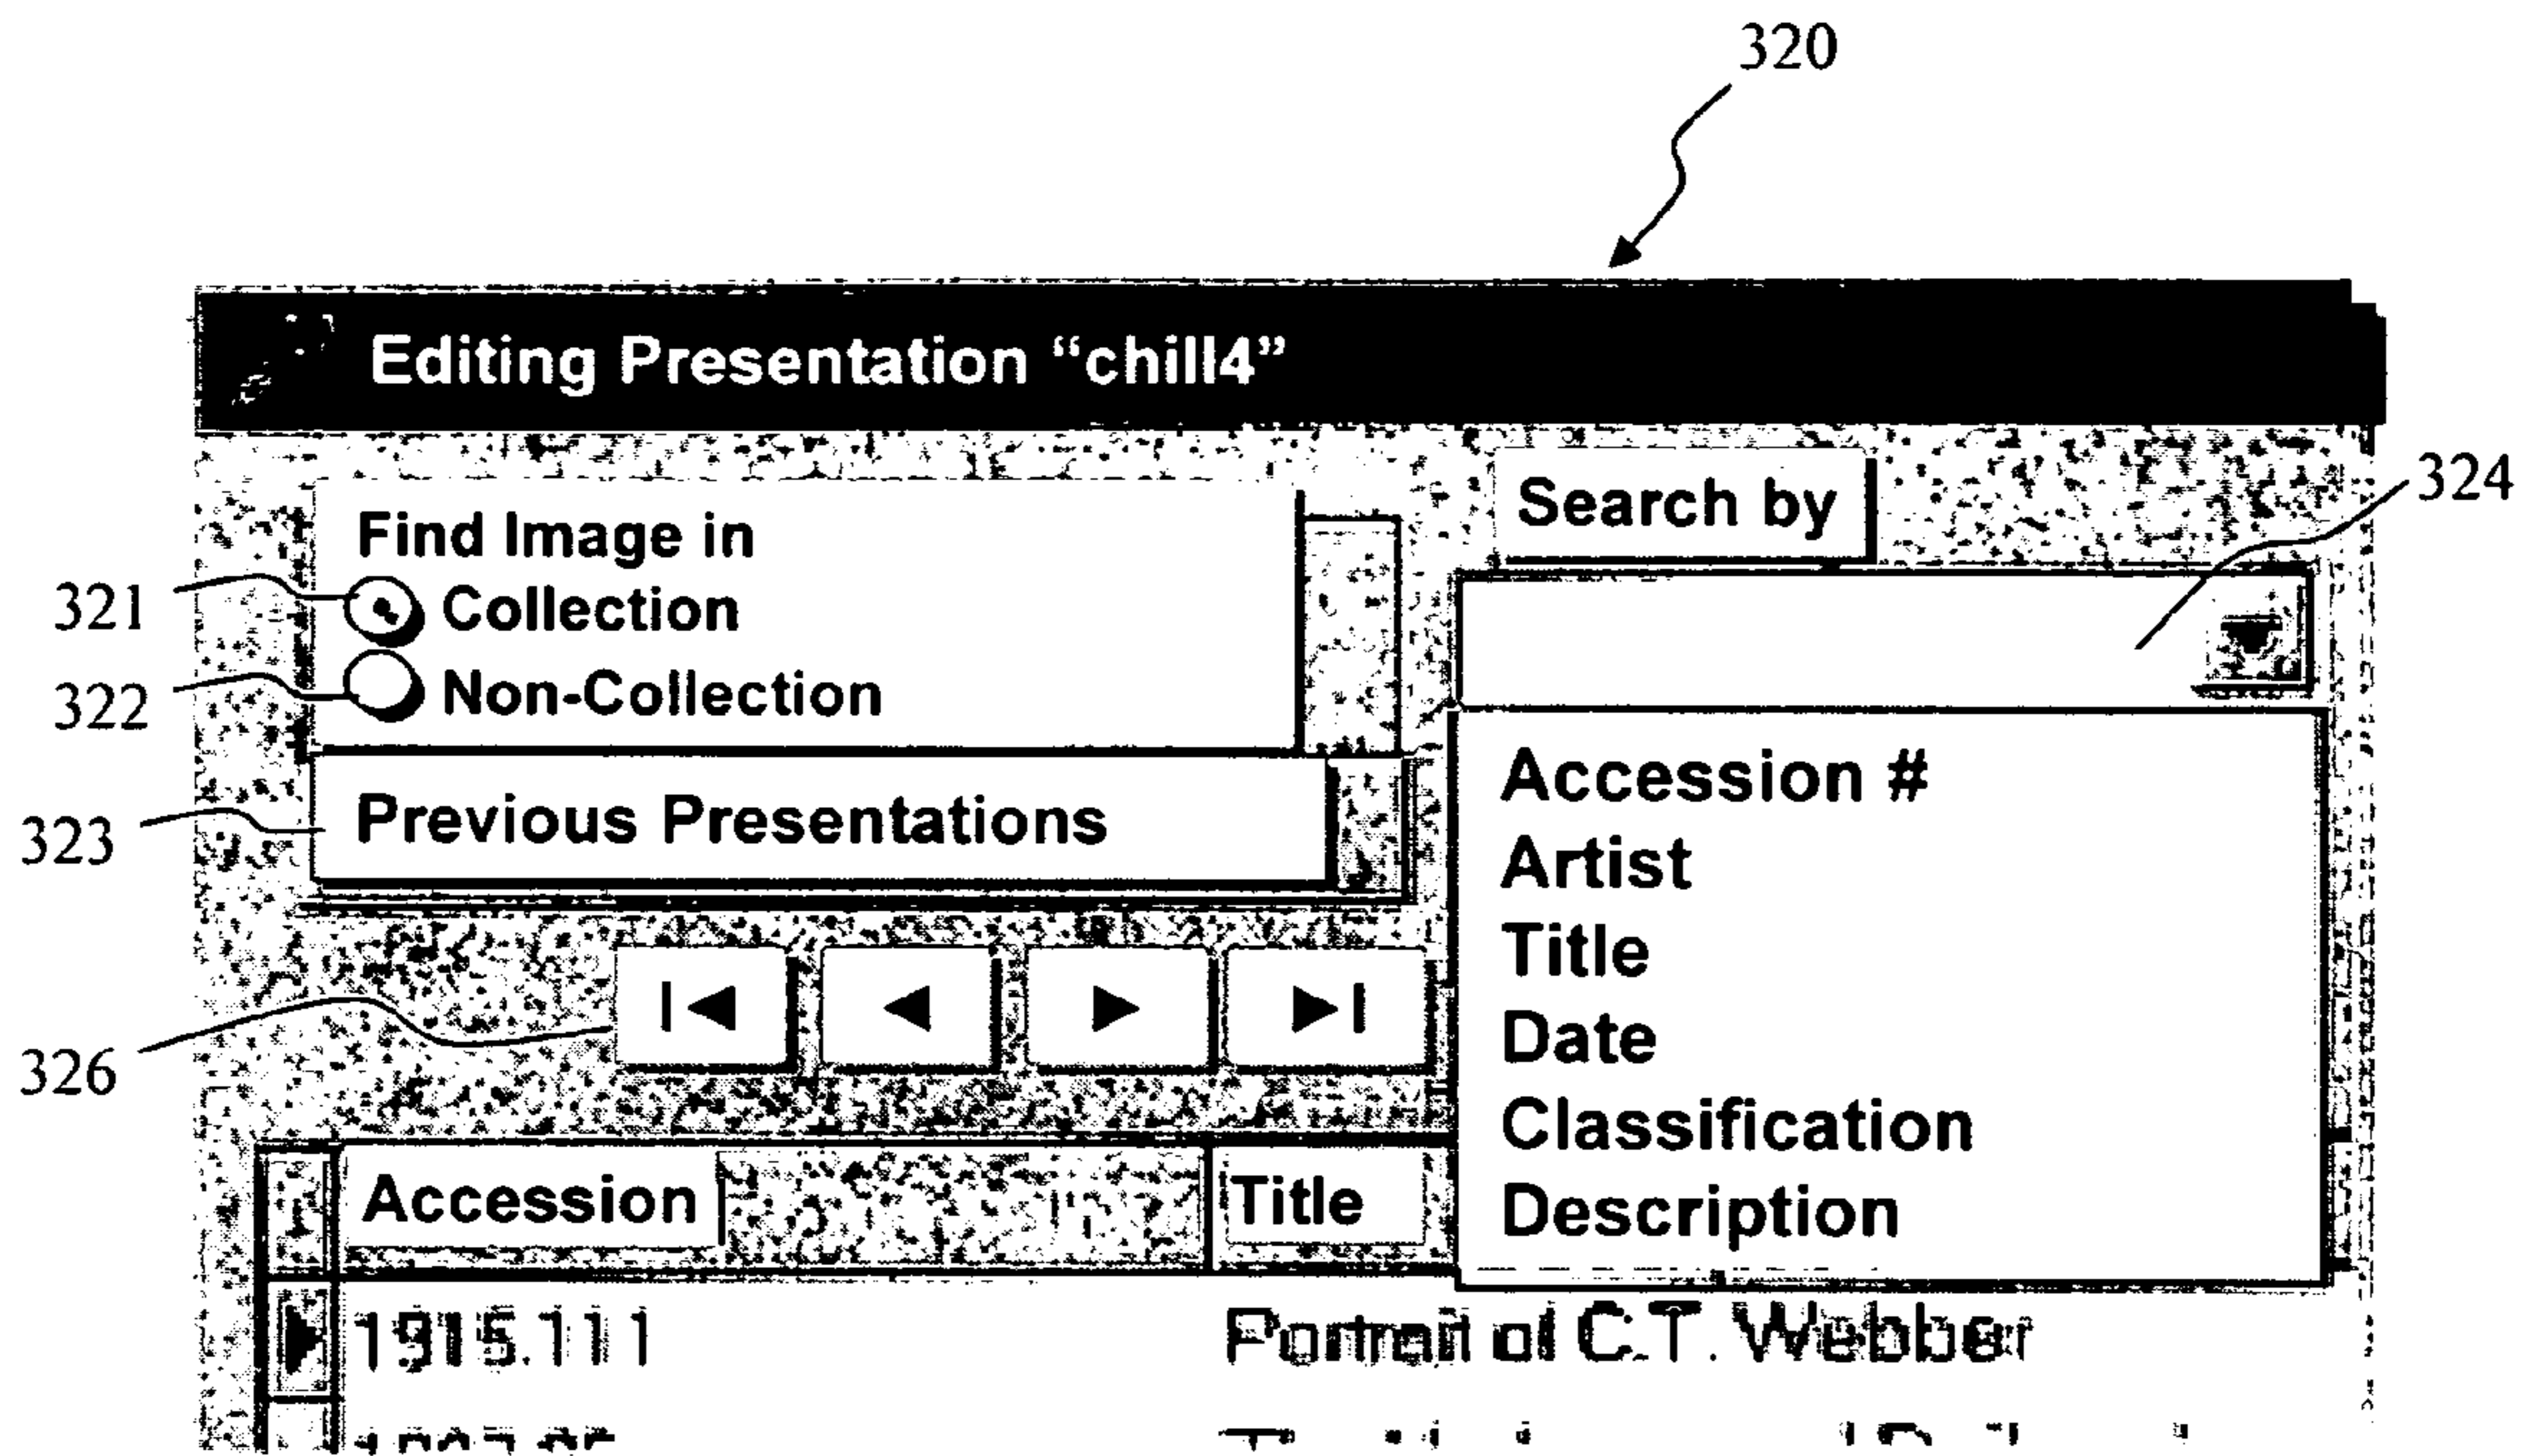 320
Editing Presentation “chill4”
Search by
324
Find Image in
321
Collection
322
Non-Collection
323
Previous Presentations
Accession #
Artist
Title
Date
Classification
Description
326
Accession
Title
1915.111
Portrait of C.T. Webber